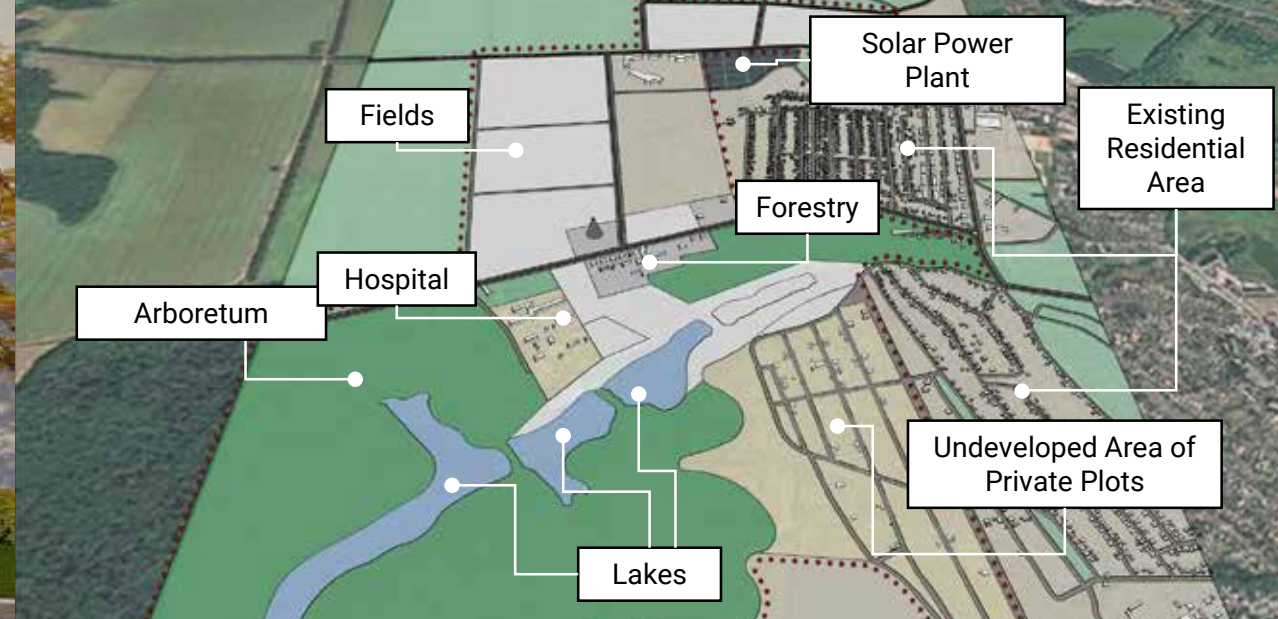 Solar Power
Plant
Fields
Existing
Residential
Area
Forestry
Hospital
Arboretum
Undeveloped Area of
Private Plots
Lakes